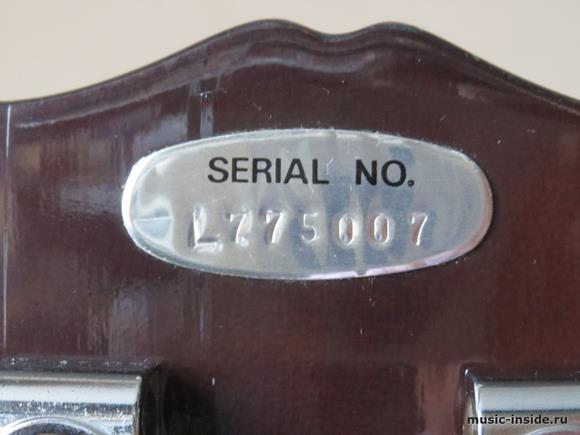 SERIAL NO.
L775007
music-inside.ru